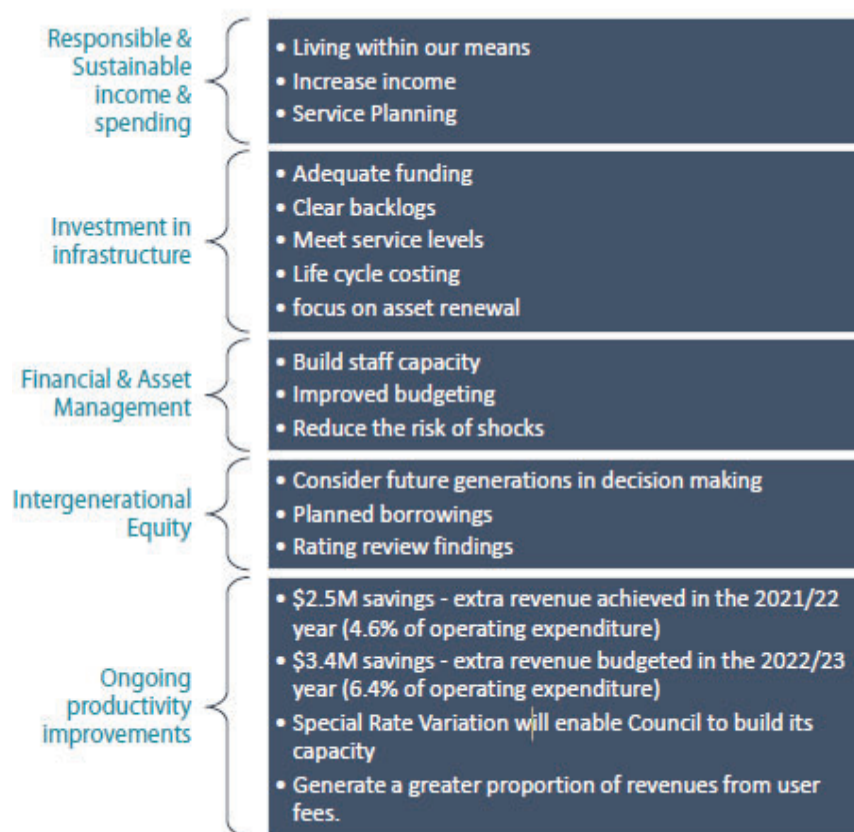 Responsible &
Sustainable
income &
spending
• Living within our means
• Increase income
• Service Planning
Investment in
infrastructure
• Adequate funding
• Clear backlogs
• Meet service levels
• Life cycle costing
• focus on asset renewal
Financial & Asset
Management
• Build staff capacity
• Improved budgeting
• Reduce the risk of shocks
Intergenerational
Equity
• Consider future generations in decision making
• Planned borrowings
• Rating review findings
Ongoing
productivity
improvements
• $2.5M savings - extra revenue achieved in the 2021/22
year (4.6% of operating expenditure)
• $3.4M savings - extra revenue budgeted in the 2022/23
year (6.4% of operating expenditure)
• Special Rate Variation will enable Council to build its
capacity
• Generate a greater proportion of revenues from user
fees.